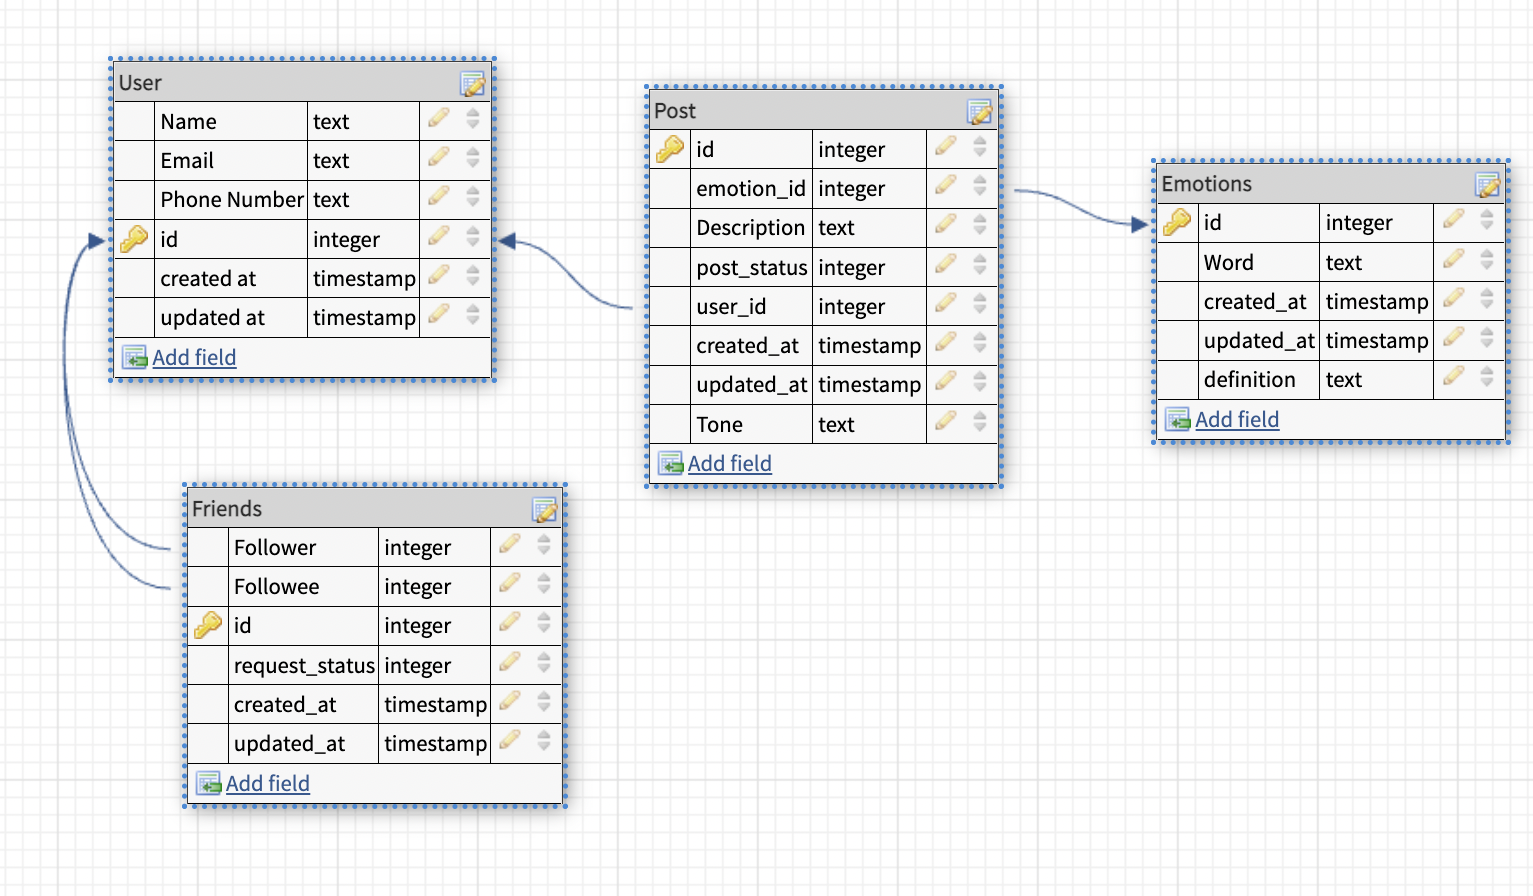 User
Name text
Email text
Phone Number text
id integer
created at timestamp
updated at timestamp
Add field
Post
id integer
emotion_id integer
Description text
post_status integer
user_id integer
created_at timestamp
updated_at timestamp
Tone text
Add field
Emotions
id integer
Word text
created_at timestamp
updated_at timestamp
definition text
Add field
Friends
Follower integer
Followee integer
id integer
request_status integer
created_at timestamp
updated_at timestamp
Add field